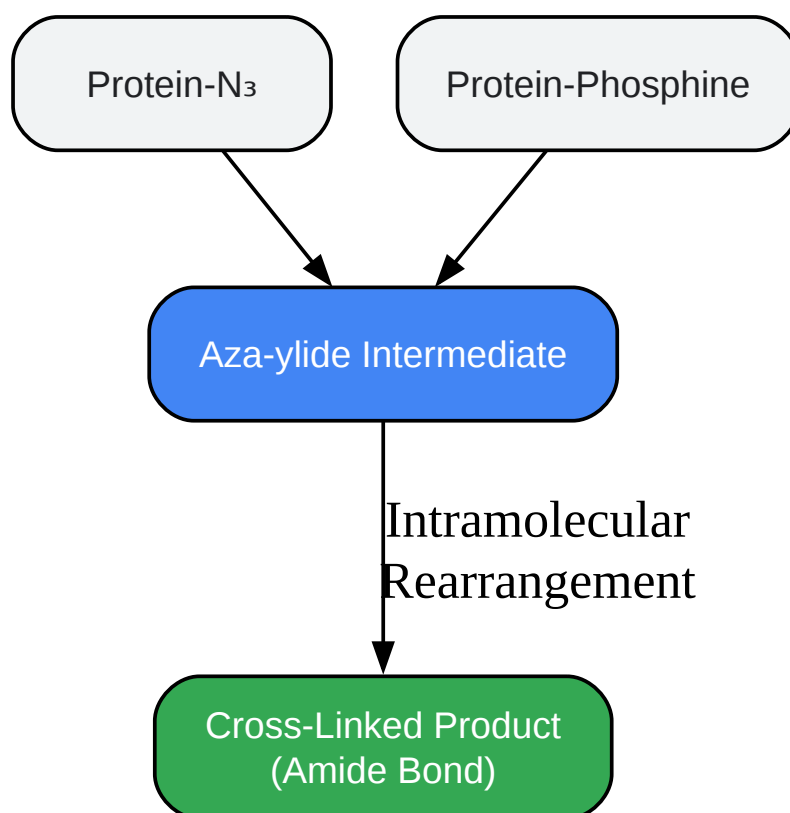 Protein-N₃
Protein-Phosphine
Aza-ylide Intermediate
Intramolecular
Rearrangement
Cross-Linked Product
(Amide Bond)